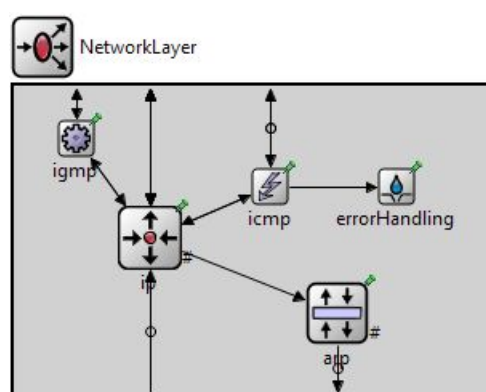 NetworkLayer
igmp
icmp
errorHandling
#
ip
#
arp